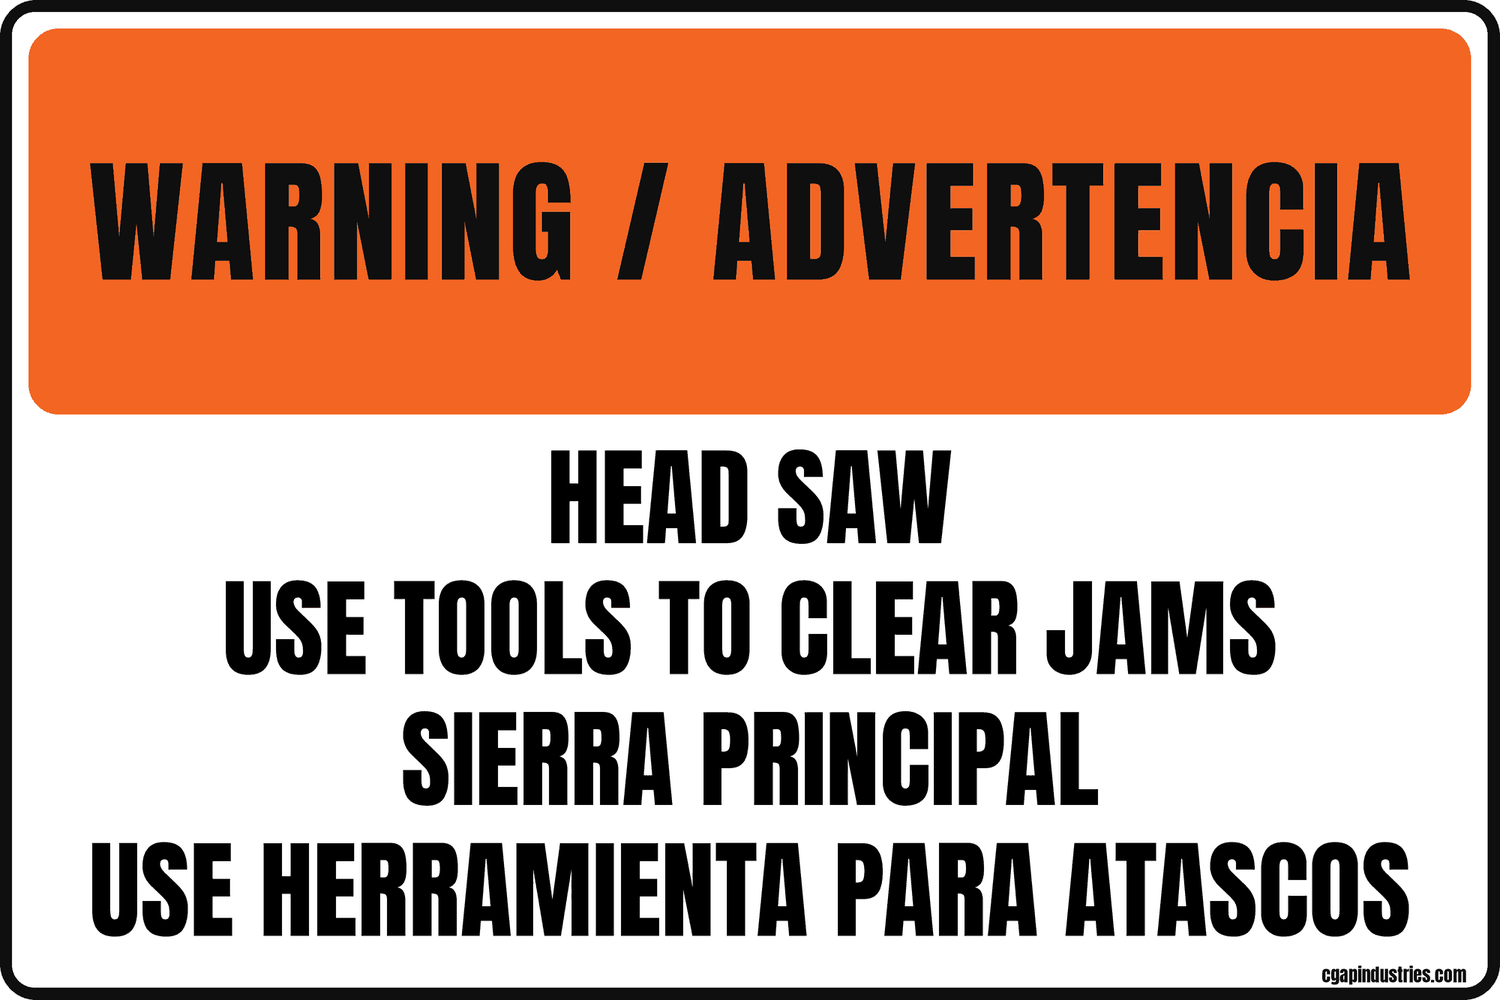 WARNING / ADVERTENCIA
HEAD SAW
USE TOOLS TO CLEAR JAMS
SIERRA PRINCIPAL
USE HERRAMIENTA PARA ATASCOS
cgapindustries.com